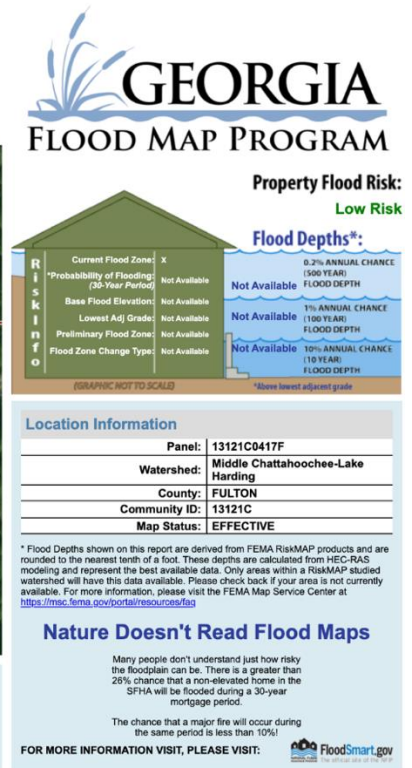 GEORGIA
FLOOD MAP PROGRAM
Property Flood Risk:
Low Risk
Flood Depths*:
Risk Info
Current Flood Zone: X
*Probabibility of Flooding: Not Available
(30-Year Period)
Base Flood Elevation: Not Available
Lowest Adj Grade: Not Available
Preliminary Flood Zone: Not Available
Flood Zone Change Type: Not Available
0.2% ANNUAL CHANCE
(500 YEAR)
Not Available FLOOD DEPTH
1% ANNUAL CHANCE
Not Available (100 YEAR)
FLOOD DEPTH
Not Available 10% ANNUAL CHANCE
(10 YEAR)
FLOOD DEPTH
(GRAPHIC NOT TO SCALE)
*Above lowest adjacent grade
Location Information
Panel: 13121C0417F
Watershed: Middle Chattahoochee-Lake
Harding
County: FULTON
Community ID: 13121C
Map Status: EFFECTIVE
* Flood Depths shown on this report are derived from FEMA RiskMAP products and are
rounded to the nearest tenth of a foot. These depths are calculated from HEC-RAS
modeling and represent the best available data. Only areas within a RiskMAP studied
watershed will have this data available. Please check back if your area is not currently
available. For more information, please visit the FEMA Map Service Center at
https://msc.fema.gov/portal/resources/faq
Nature Doesn't Read Flood Maps
Many people don't understand just how risky
the floodplain can be. There is a greater than
26% chance that a non-elevated home in the
SFHA will be flooded during a 30-year
mortgage period.
The chance that a major fire will occur during
the same period is less than 10%!
FOR MORE INFORMATION VISIT, PLEASE VISIT:
FloodSmart.gov
The official site of the NFIP